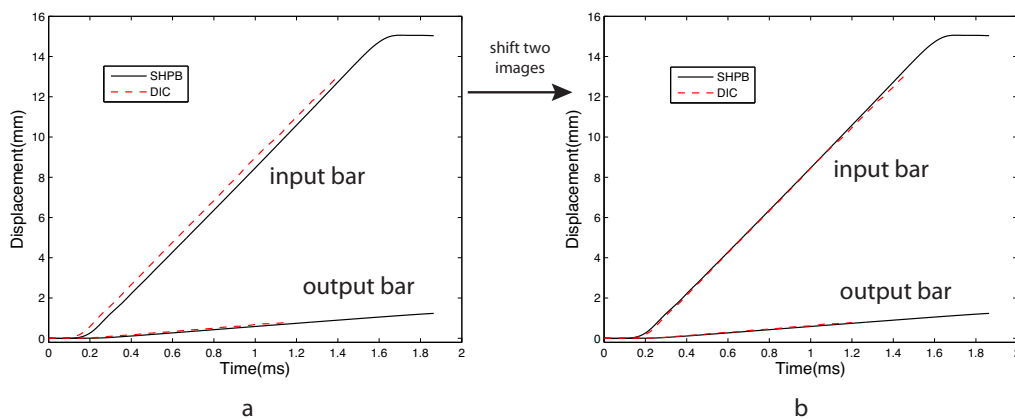 16
14
12
10
8
6
4
2
0
Displacement(mm)
SHPB
DIC
input bar
output bar
0 0.2 0.4 0.6 0.8 1 1.2 1.4 1.6 1.8 2
Time(ms)
a
shift two
images
16
14
12
10
8
6
4
2
0
Displacement(mm)
SHPB
DIC
input bar
output bar
0 0.2 0.4 0.6 0.8 1 1.2 1.4 1.6 1.8 2
Time(ms)
b